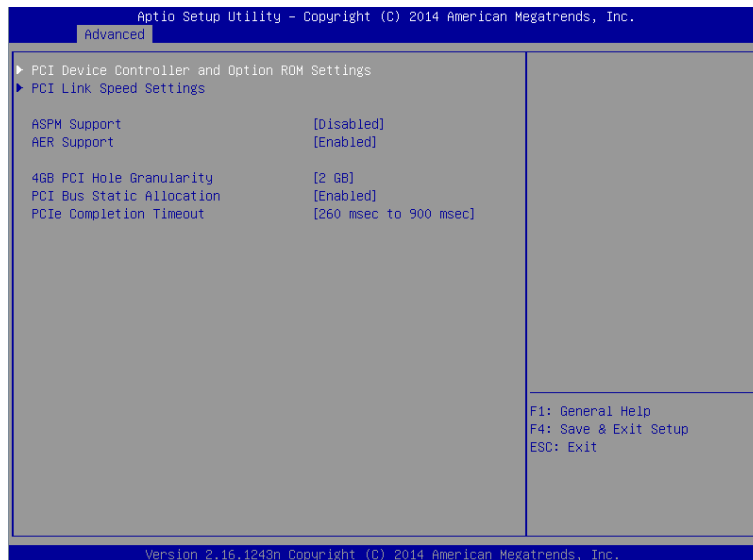 Aptio Setup Utility – Copyright (C) 2014 American Megatrends, Inc.
Advanced
PCI Device Controller and Option ROM Settings
PCI Link Speed Settings
ASPM Support [Disabled]
AER Support [Enabled]
4GB PCI Hole Granularity [2 GB]
PCI Bus Static Allocation [Enabled]
PCIe Completion Timeout [260 msec to 900 msec]
F1: General Help
F4: Save & Exit Setup
ESC: Exit
Version 2.16.1243n Copyright (C) 2014 American Megatrends, Inc.